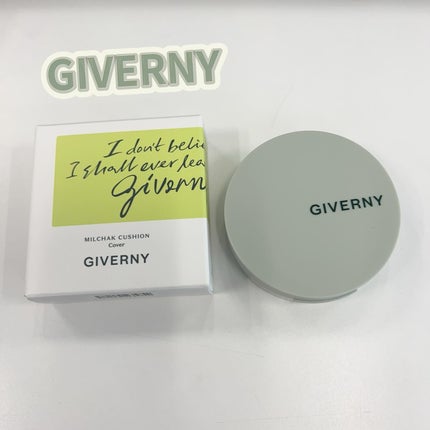 GIVERNY
I don't belie
I shall ever lea
Givern
MILCHAK CUSHION
Cover
GIVERNY
GIVERNY